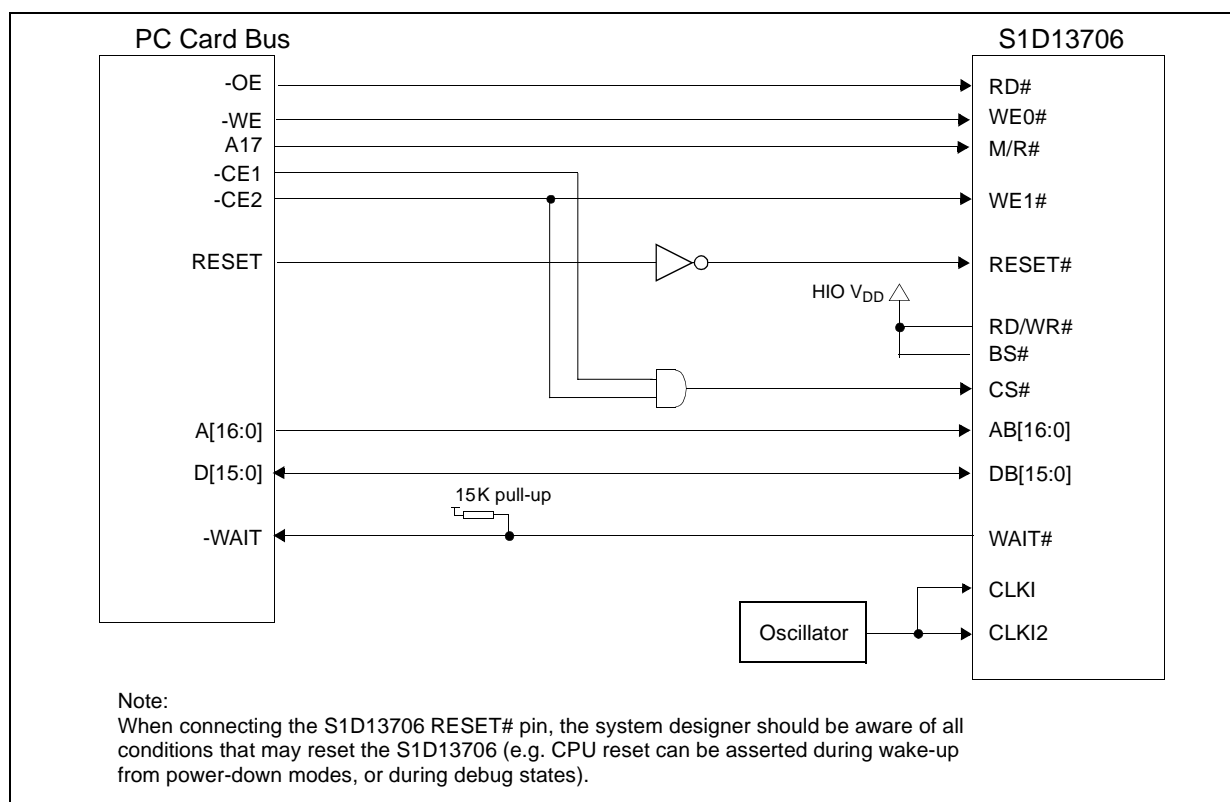 PC Card Bus S1D13706
-OE RD#
-WE WE0#
A17 M/R#
-CE1
-CE2 WE1#
RESET RESET#
HIO VDD
RD/WR#
BS#
CS#
A[16:0] AB[16:0]
D[15:0] DB[15:0]
15K pull-up
-WAIT WAIT#
CLKI
Oscillator CLKI2
Note:
When connecting the S1D13706 RESET# pin, the system designer should be aware of all
conditions that may reset the S1D13706 (e.g. CPU reset can be asserted during wake-up
from power-down modes, or during debug states).